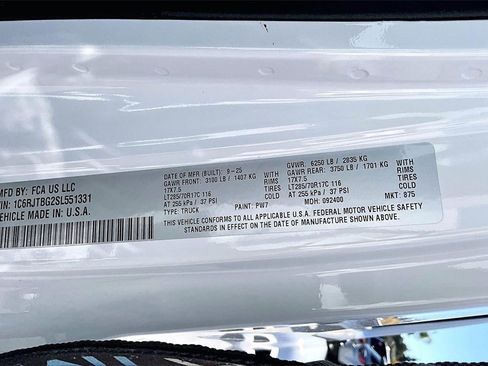 MFD BY: FCA US LLC
VIN: 1C6RJTBG2SL551331
VEHICLE MADE IN: U.S.A.
DATE OF MFR (BUILT): 9-25
GAWR FRONT: 3100 LB / 1407 KG WITH
17X7.5 RIMS
LT285/70R17C 116 TIRES
AT 255 kPa / 37 PSI COLD
TYPE: TRUCK PAINT: PW7
GVWR: 6250 LB / 2835 KG
GAWR REAR: 3750 LB / 1701 KG WITH
17X7.5 RIMS
LT285/70R17C 116 TIRES
AT 255 kPa / 37 PSI COLD
MDH: 092400 MKT: 875
THIS VEHICLE CONFORMS TO ALL APPLICABLE U.S.A. FEDERAL MOTOR VEHICLE SAFETY
STANDARDS IN EFFECT ON THE DATE OF MANUFACTURE SHOWN ABOVE.